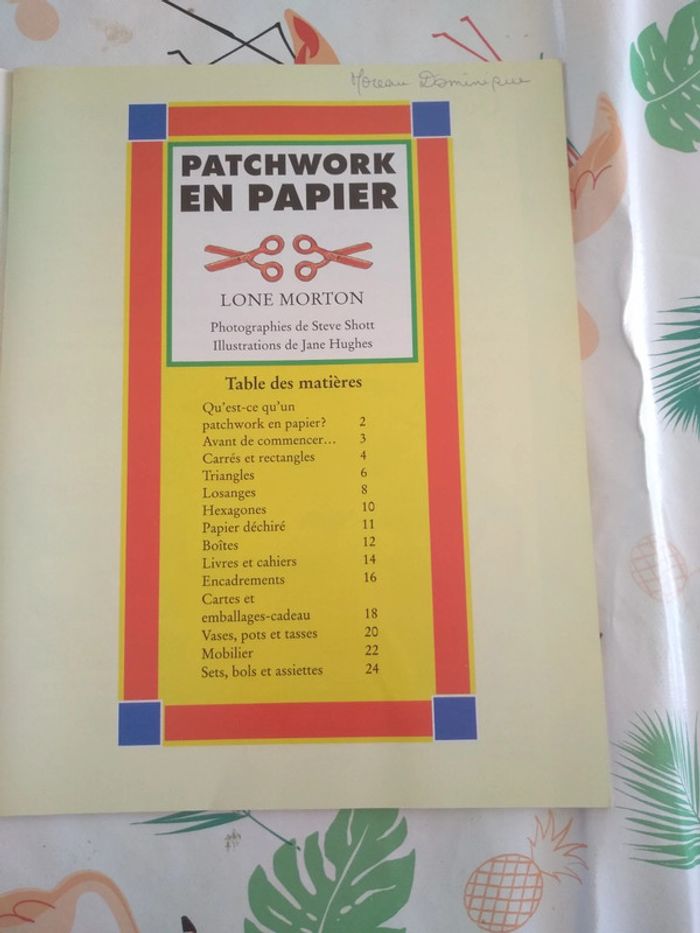 Moreau Dominique
PATCHWORK
EN PAPIER
LONE MORTON
Photographies de Steve Shott
Illustrations de Jane Hughes
Table des matières
Qu'est-ce qu'un
patchwork en papier? 2
Avant de commencer... 3
Carrés et rectangles 4
Triangles 6
Losanges 8
Hexagones 10
Papier déchiré 11
Boîtes 12
Livres et cahiers 14
Encadrements 16
Cartes et
emballages-cadeau 18
Vases, pots et tasses 20
Mobilier 22
Sets, bols et assiettes 24